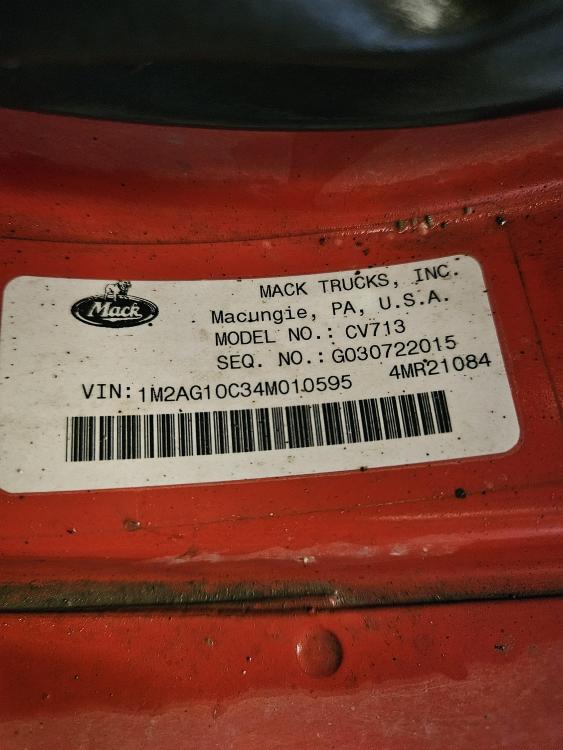 Mack
MACK TRUCKS, INC.
Macungie, PA, U.S.A.
MODEL NO.: CV713
SEQ. NO.: G030722015
VIN: 1M2AG10C34M010595 4MR21084